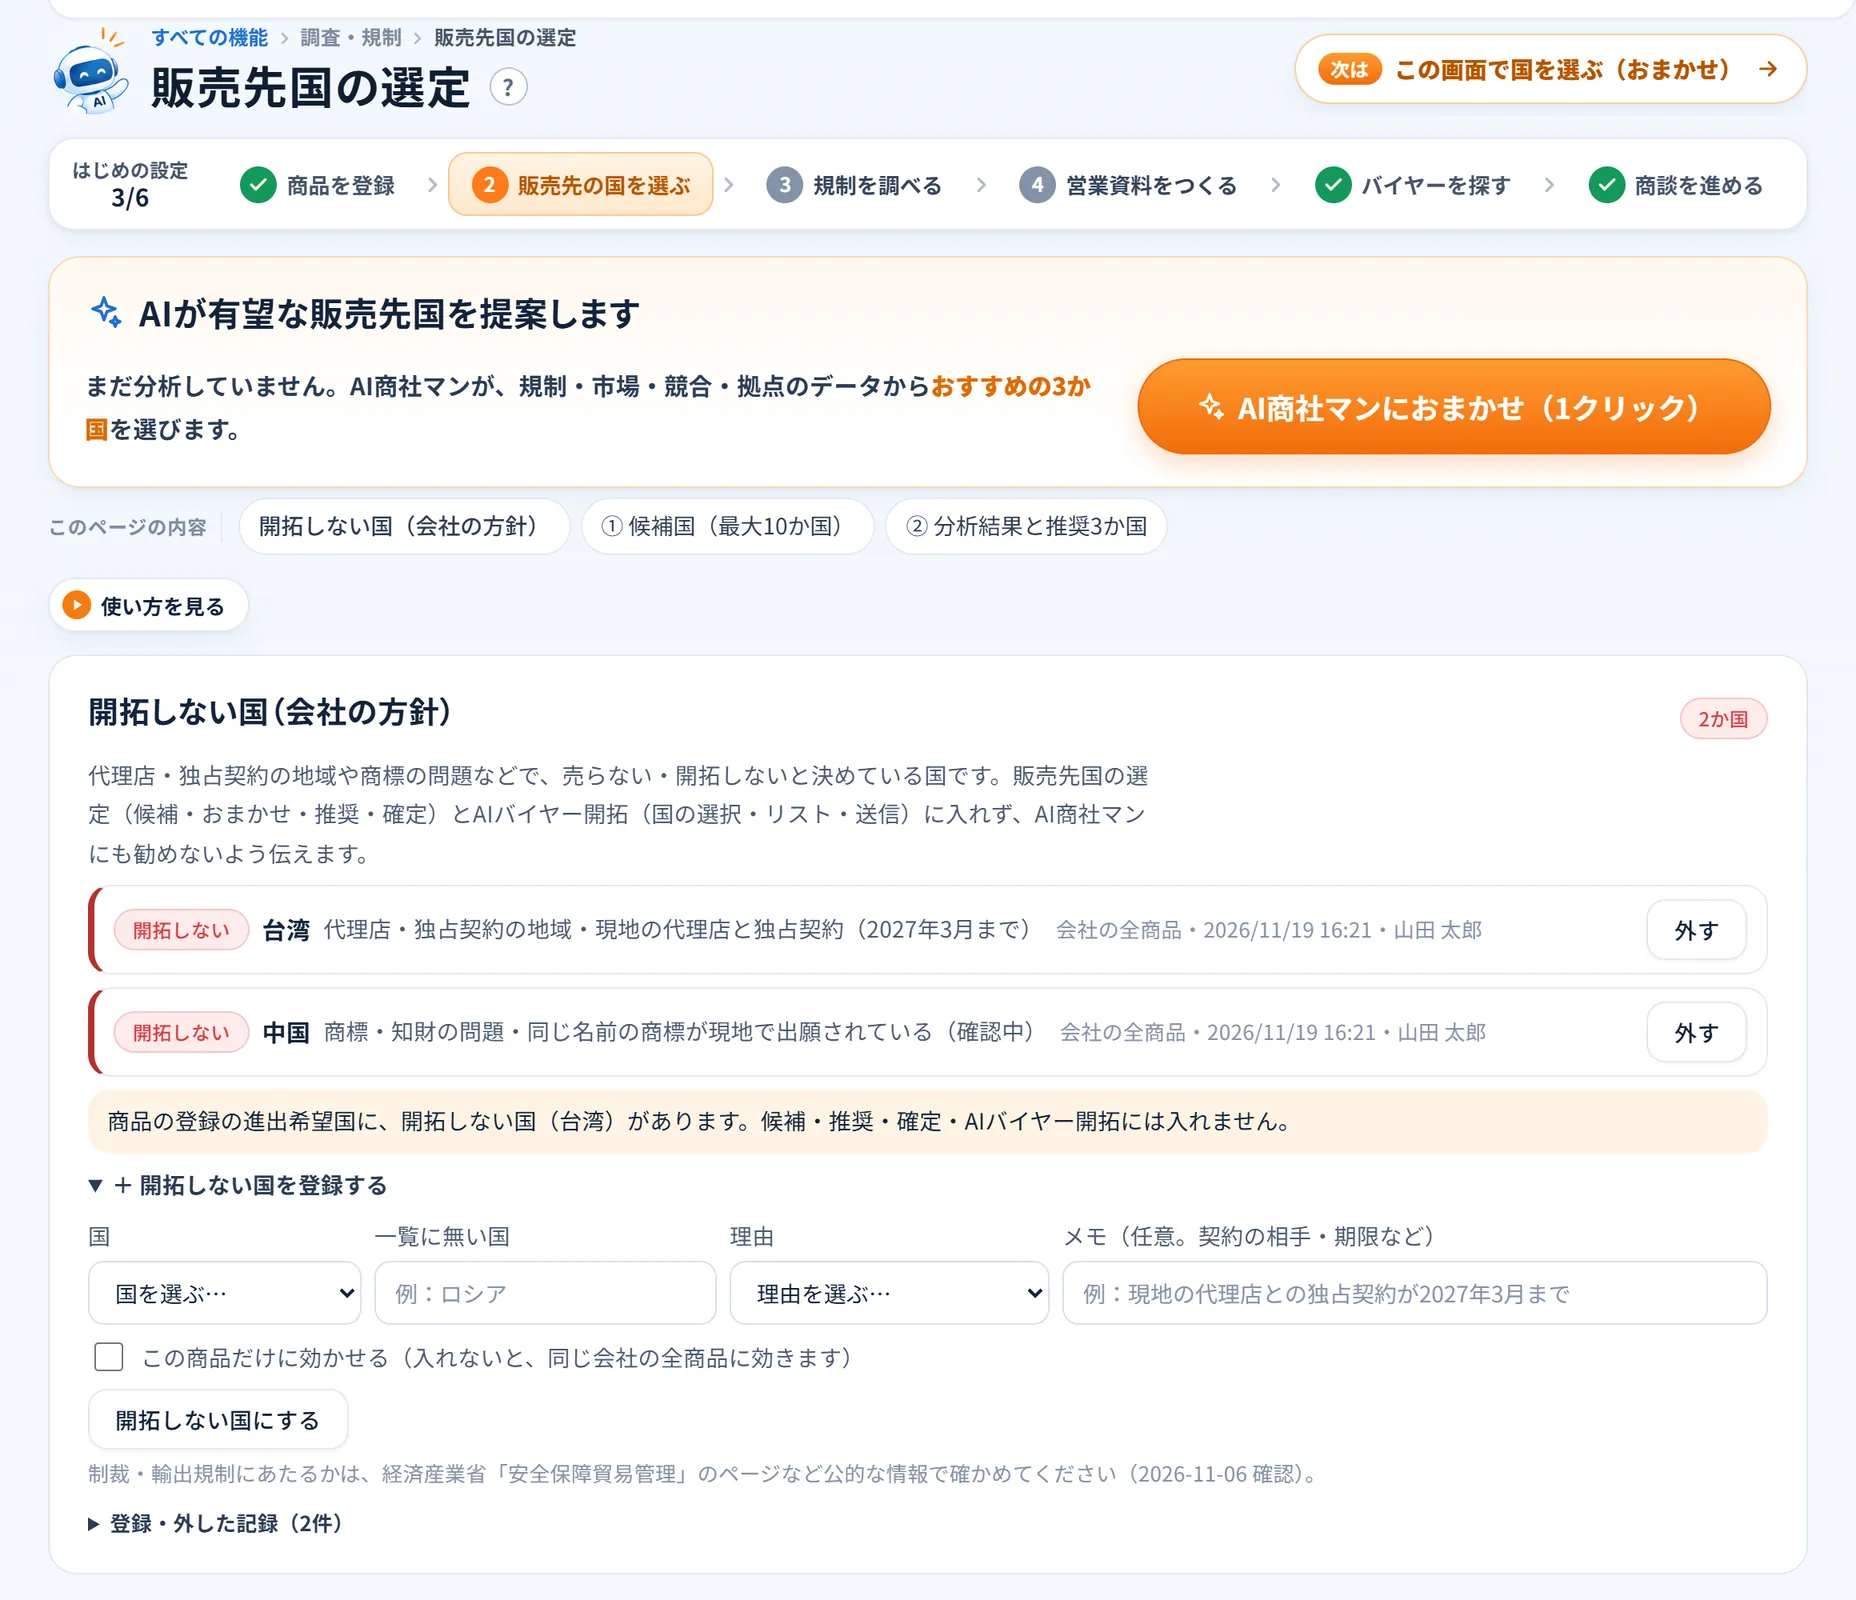 すべての機能 › 調査・規制 › 販売先国の選定
販売先国の選定 ?
次は この画面で国を選ぶ（おまかせ） →
AI
はじめの設定
3/6
商品を登録
2 販売先の国を選ぶ
3 規制を調べる
4 営業資料をつくる
バイヤーを探す
商談を進める
AIが有望な販売先国を提案します
まだ分析していません。AI商社マンが、規制・市場・競合・拠点のデータからおすすめの3か
国を選びます。
AI商社マンにおまかせ（1クリック）
このページの内容
開拓しない国（会社の方針）
① 候補国（最大10か国）
② 分析結果と推奨3か国
使い方を見る
開拓しない国（会社の方針）
2か国
代理店・独占契約の地域や商標の問題などで、売らない・開拓しないと決めている国です。販売先国の選
定（候補・おまかせ・推奨・確定）とAIバイヤー開拓（国の選択・リスト・送信）に入れず、AI商社マン
にも勧めないよう伝えます。
開拓しない 台湾 代理店・独占契約の地域・現地の代理店と独占契約（2027年3月まで） 会社の全商品・2026/11/19 16:21・山田 太郎 外す
開拓しない 中国 商標・知財の問題・同じ名前の商標が現地で出願されている（確認中） 会社の全商品・2026/11/19 16:21・山田 太郎 外す
商品の登録の進出希望国に、開拓しない国（台湾）があります。候補・推奨・確定・AIバイヤー開拓には入れません。
▼ ＋ 開拓しない国を登録する
国
一覧に無い国
理由
メモ（任意。契約の相手・期限など）
国を選ぶ…
例：ロシア
理由を選ぶ…
例：現地の代理店との独占契約が2027年3月まで
この商品だけに効かせる（入れないと、同じ会社の全商品に効きます）
開拓しない国にする
制裁・輸出規制にあたるかは、経済産業省「安全保障貿易管理」のページなど公的な情報で確かめてください（2026-11-06 確認）。
▶ 登録・外した記録（2件）